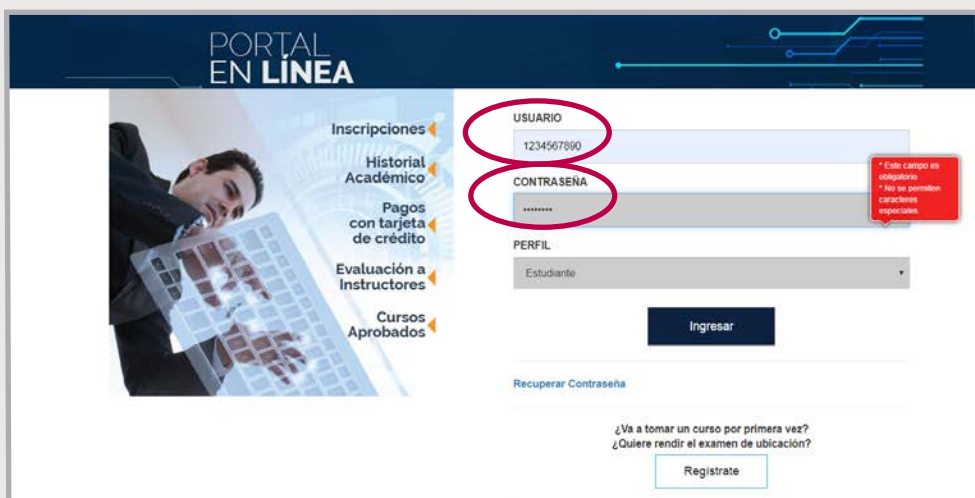 PORTAL
EN LÍNEA
Inscripciones
Historial
Académico
Pagos
con tarjeta
de crédito
Evaluación a
Instructores
Cursos
Aprobados
USUARIO
1234567890
CONTRASEÑA
••••••••
* Este campo es
obligatorio
* No se permiten
caracteres
especiales
PERFIL
Estudiante
Ingresar
Recuperar Contraseña
¿Va a tomar un curso por primera vez?
¿Quiere rendir el examen de ubicación?
Regístrate